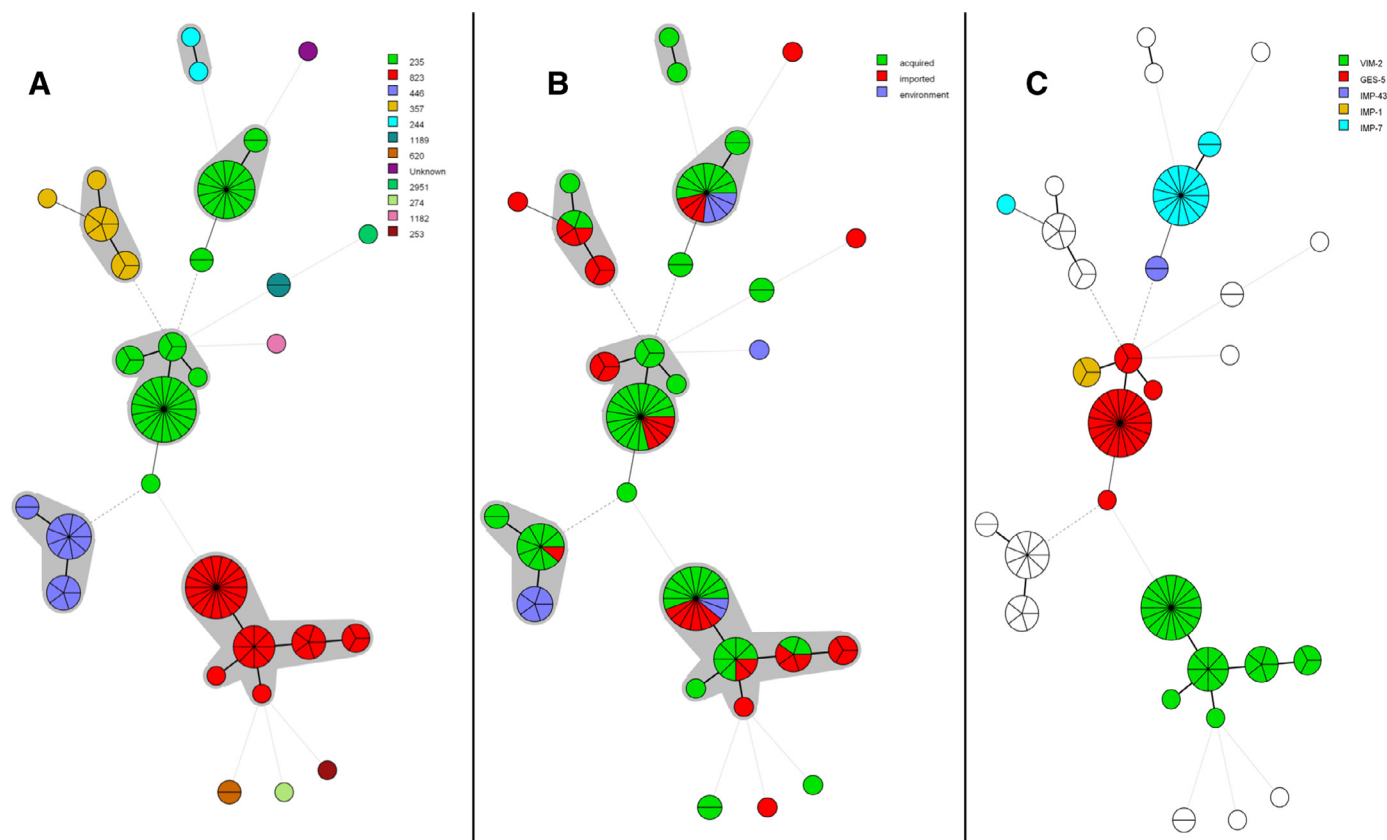 A
235
823
446
357
244
1189
620
Unknown
2951
274
1182
253
B
acquired
imported
environment
C
VIM-2
GES-5
IMP-43
IMP-1
IMP-7